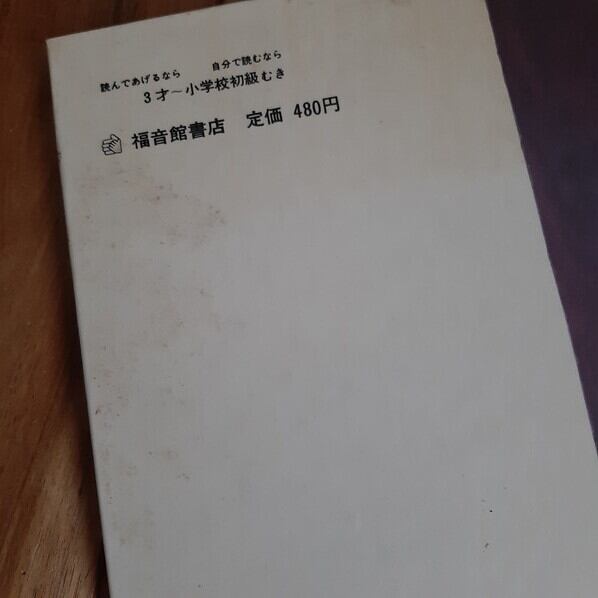 読んであげるなら 自分で読むなら
3才～小学校初級むき
福音館書店 定価 480円